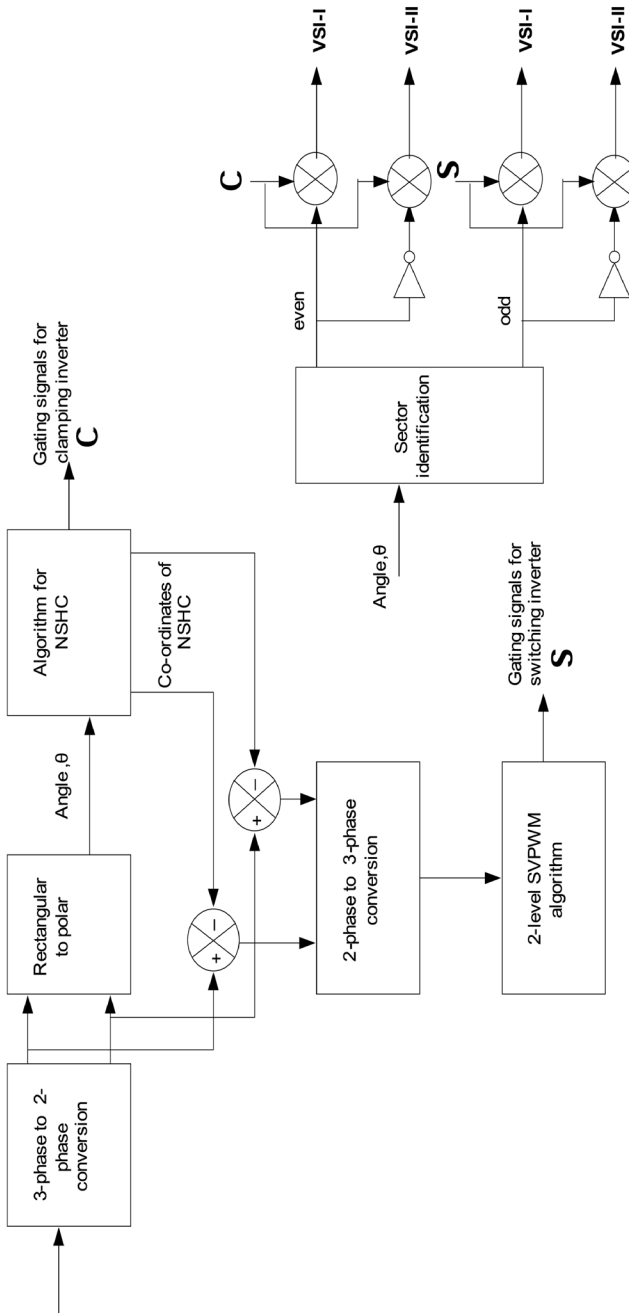 3-phase to 2-
phase
conversion
Rectangular
to polar
Angle,θ
Algorithm for
NSHC
Gating signals for
clamping inverter
C
Co-ordinates of
NSHC
+
−
+
−
2-phase to 3-phase
conversion
2-level SVPWM
algorithm
Gating signals for
switching inverter
S
Angle,θ
Sector
identification
even
odd
C
S
VSI-I
VSI-II
VSI-I
VSI-II